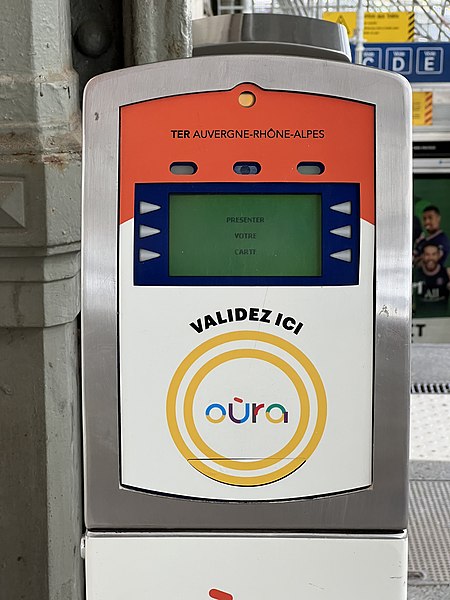 C D E
TER AUVERGNE-RHÔNE-ALPES
PRESENTER
VOTRE
CARTE
VALIDEZ ICI
oùra